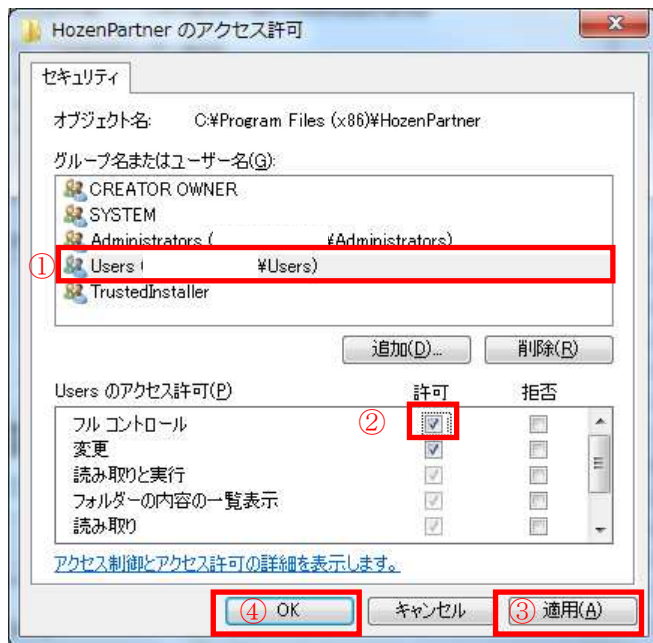 HozenPartner のアクセス許可
セキュリティ
オブジェクト名: C:¥Program Files (x86)¥HozenPartner
グループ名またはユーザー名(G):
CREATOR OWNER
SYSTEM
Administrators ( ¥Administrators)
① Users ( ¥Users)
TrustedInstaller
追加(D)... 削除(R)
Users のアクセス許可(P) 許可 拒否
② フル コントロール
変更
読み取りと実行
フォルダーの内容の一覧表示
読み取り
アクセス制御とアクセス許可の詳細を表示します。
④ OK キャンセル ③ 適用(A)